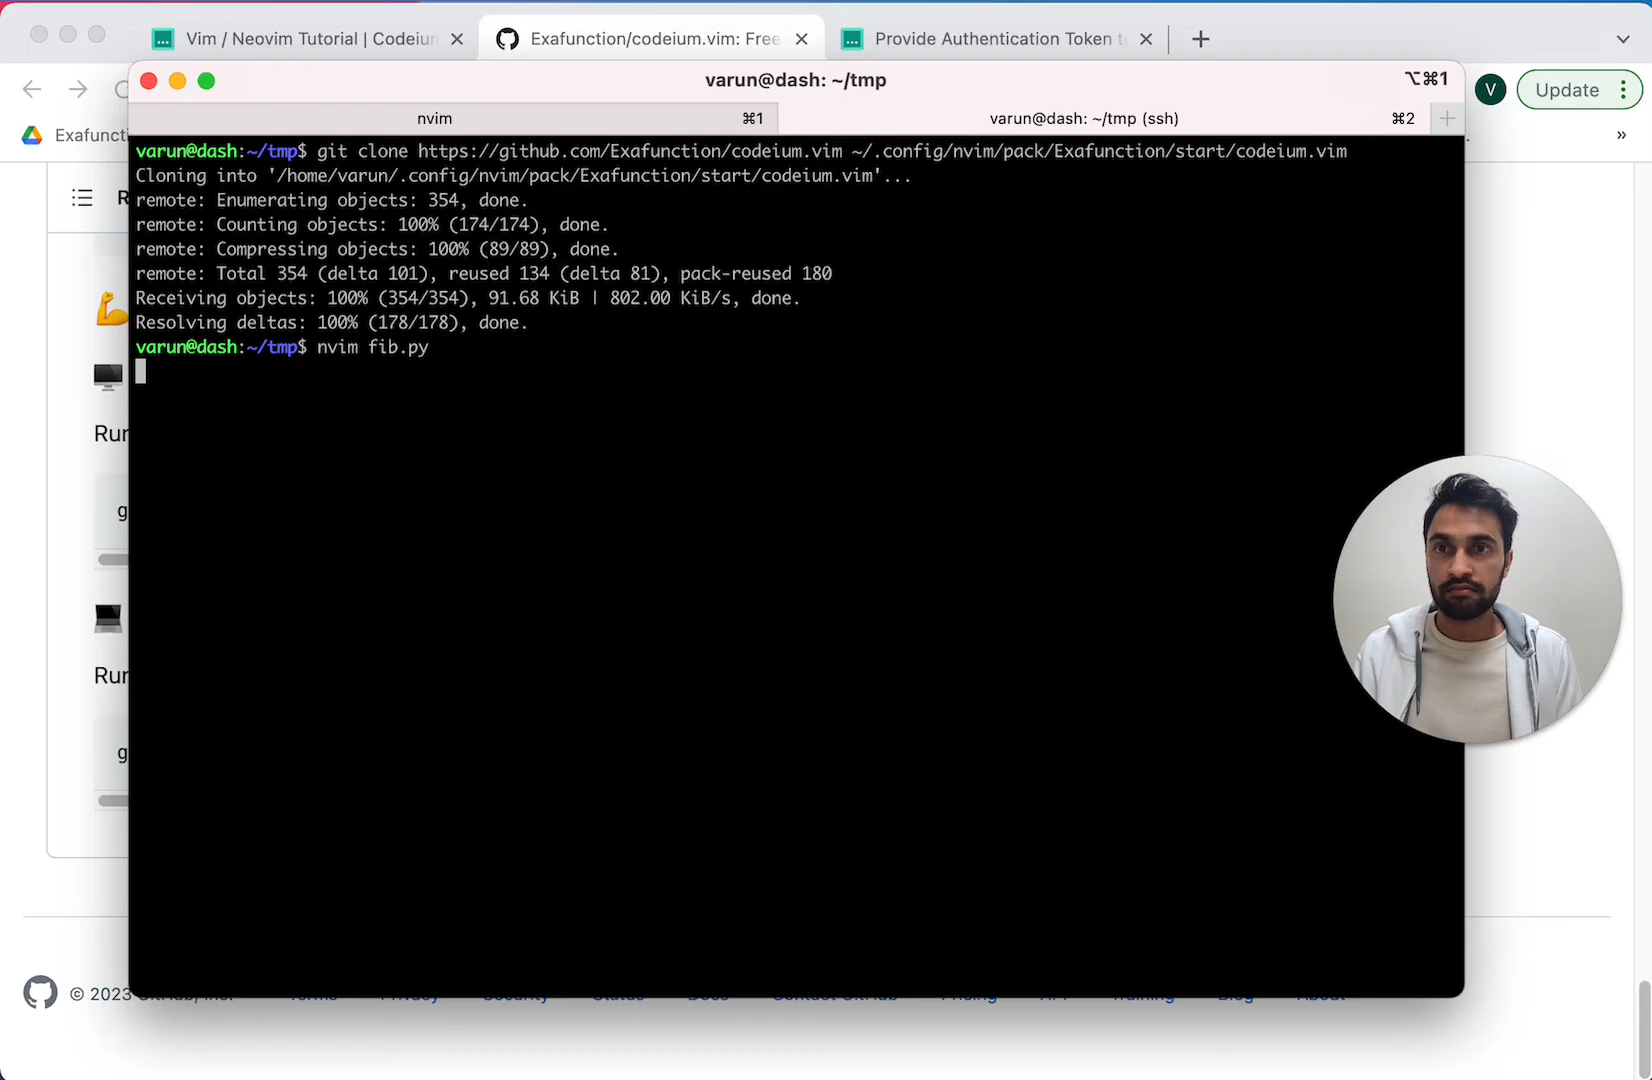 Vim / Neovim Tutorial | Codeium
Exafunction/codeium.vim: Free
Provide Authentication Token t
varun@dash: ~/tmp
⌥⌘1
V
Update
nvim ⌘1
varun@dash: ~/tmp (ssh) ⌘2
Exafuncti
»
varun@dash:~/tmp$ git clone https://github.com/Exafunction/codeium.vim ~/.config/nvim/pack/Exafunction/start/codeium.vim
Cloning into '/home/varun/.config/nvim/pack/Exafunction/start/codeium.vim'...
remote: Enumerating objects: 354, done.
remote: Counting objects: 100% (174/174), done.
remote: Compressing objects: 100% (89/89), done.
remote: Total 354 (delta 101), reused 134 (delta 81), pack-reused 180
Receiving objects: 100% (354/354), 91.68 KiB | 802.00 KiB/s, done.
Resolving deltas: 100% (178/178), done.
varun@dash:~/tmp$ nvim fib.py
R
Run
g
Run
g
© 2023 GitHub, Inc. Terms Privacy Security Status Docs Contact GitHub Pricing API Training Blog About